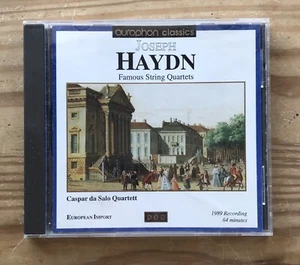 europhon classics
JOSEPH
HAYDN
Famous String Quartets
Caspar da Salo Quartett
EUROPEAN IMPORT
DDD
1989 Recording
64 minutes